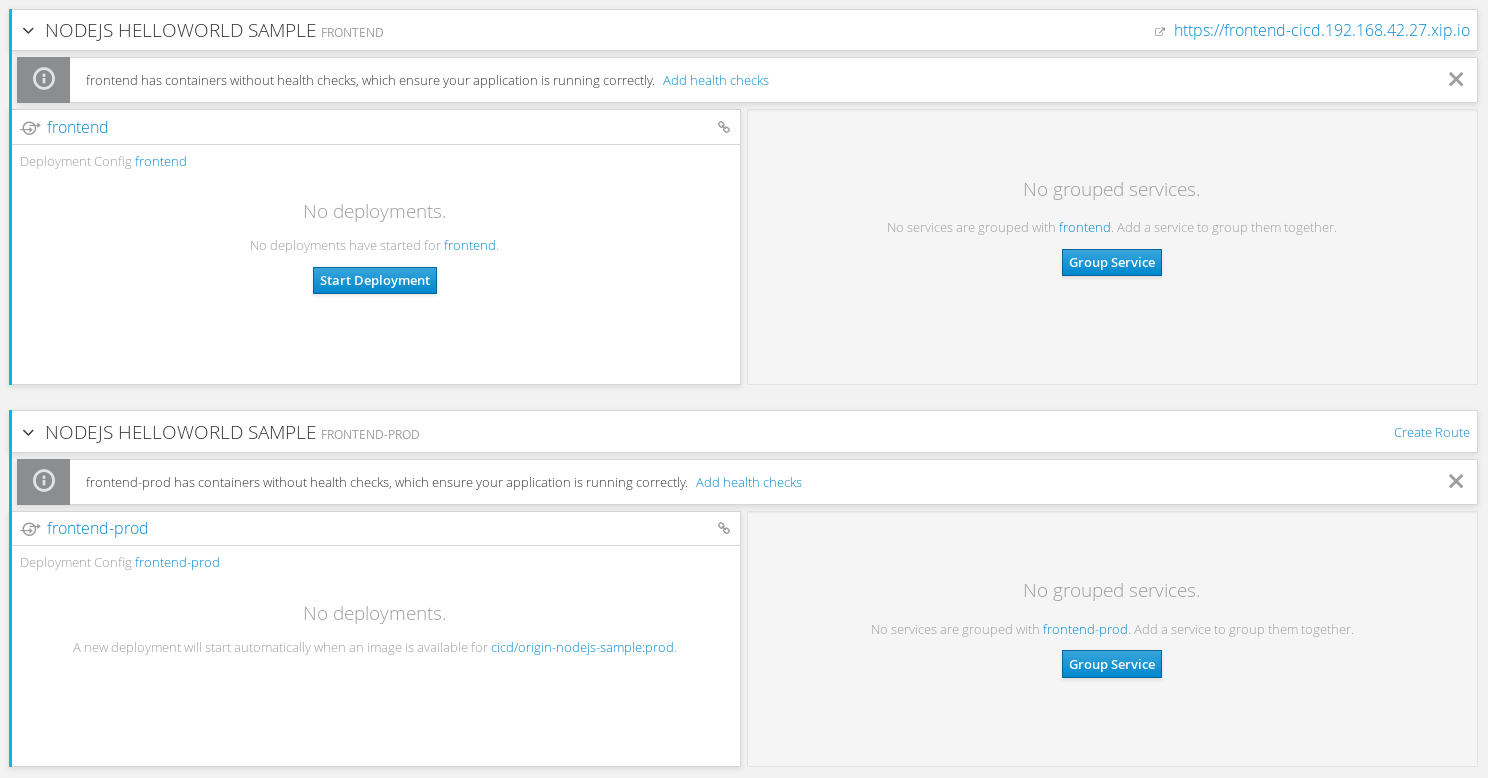 NODEJS HELLOWORLD SAMPLE FRONTEND
https://frontend-cicd.192.168.42.27.xip.io
frontend has containers without health checks, which ensure your application is running correctly. Add health checks
frontend
Deployment Config frontend
No deployments.
No deployments have started for frontend.
Start Deployment
No grouped services.
No services are grouped with frontend. Add a service to group them together.
Group Service
NODEJS HELLOWORLD SAMPLE FRONTEND-PROD
Create Route
frontend-prod has containers without health checks, which ensure your application is running correctly. Add health checks
frontend-prod
Deployment Config frontend-prod
No deployments.
A new deployment will start automatically when an image is available for cicd/origin-nodejs-sample:prod.
No grouped services.
No services are grouped with frontend-prod. Add a service to group them together.
Group Service